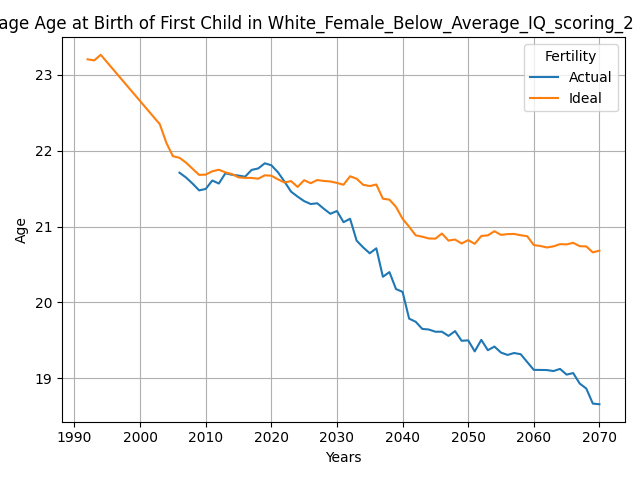 age Age at Birth of First Child in White_Female_Below_Average_IQ_scoring_2
Fertility
Actual
Ideal
23
22
21
20
19
Age
1990 2000 2010 2020 2030 2040 2050 2060 2070
Years